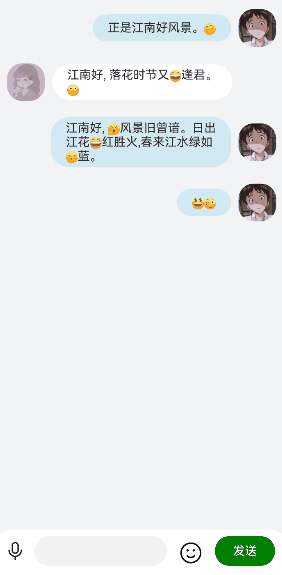 正是江南好风景。
江南好, 落花时节又😂逢君。
😶
江南好, 😗风景旧曾谙。日出
江花😂红胜火,春来江水绿如
😚蓝。
发送